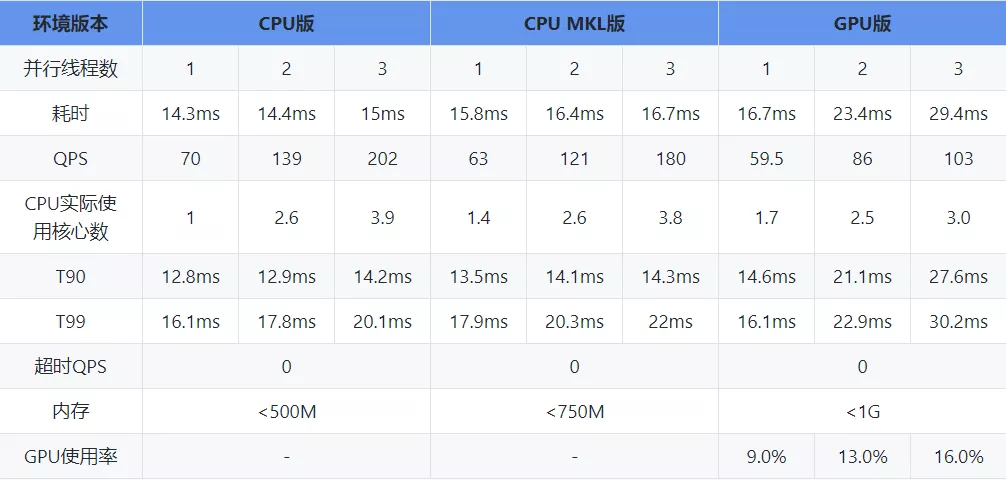 环境版本 CPU版 CPU MKL版 GPU版
并行线程数 1 2 3 1 2 3 1 2 3
耗时 14.3ms 14.4ms 15ms 15.8ms 16.4ms 16.7ms 16.7ms 23.4ms 29.4ms
QPS 70 139 202 63 121 180 59.5 86 103
CPU实际使
用核心数 1 2.6 3.9 1.4 2.6 3.8 1.7 2.5 3.0
T90 12.8ms 12.9ms 14.2ms 13.5ms 14.1ms 14.3ms 14.6ms 21.1ms 27.6ms
T99 16.1ms 17.8ms 20.1ms 17.9ms 20.3ms 22ms 16.1ms 22.9ms 30.2ms
超时QPS 0 0 0
内存 <500M <750M <1G
GPU使用率 - - 9.0% 13.0% 16.0%